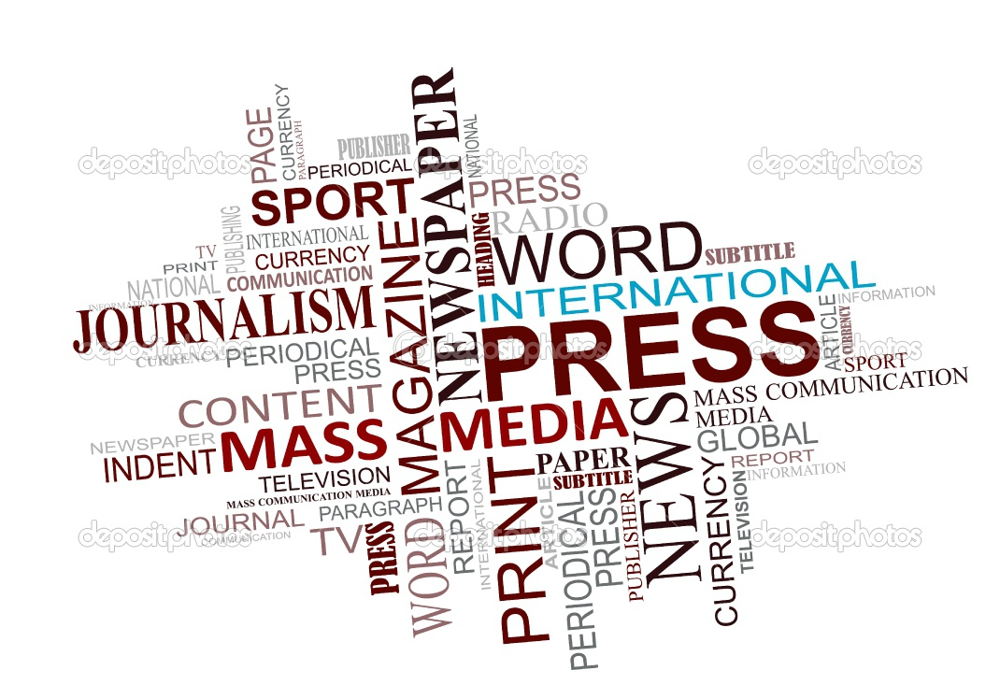 NEWSPAPER
PAGE
CURRENCY
PARAGRAPH
NATIONAL
PUBLISHER
depositphotos
depositphotos
depositphotos
PERIODICAL
SPORT
PRESS
RADIO
PUBLISHING
INTERNATIONAL
HEADING
MAGAZINE
WORD
TV
CURRENCY
SUBTITLE
PRINT
COMMUNICATION
NATIONAL
INTERNATIONAL
INFORMATION
INFORMATION
JOURNALISM
PRESS
ARTICLE
CURRENCY
CURRENCY
PERIODICAL
depositphotos
depositphotos
depositphotos
SPORT
PRESS
MASS COMMUNICATION
CONTENT
NEWS
MEDIA
MEDIA
NEWSPAPER
MASS
GLOBAL
INDENT
PRINT
PAPER
REPORT
TELEVISION
REPORT
INTERNATIONAL
SUBTITLE
CURRENCY
INFORMATION
MASS COMMUNICATION MEDIA
ARTICLE
PERIODICAL
PRESS
PUBLISHER
TELEVISION
PARAGRAPH
JOURNAL
WORD
PRESS
TV
COMMUNICATION
depositphotos
depositphotos
depositphotos